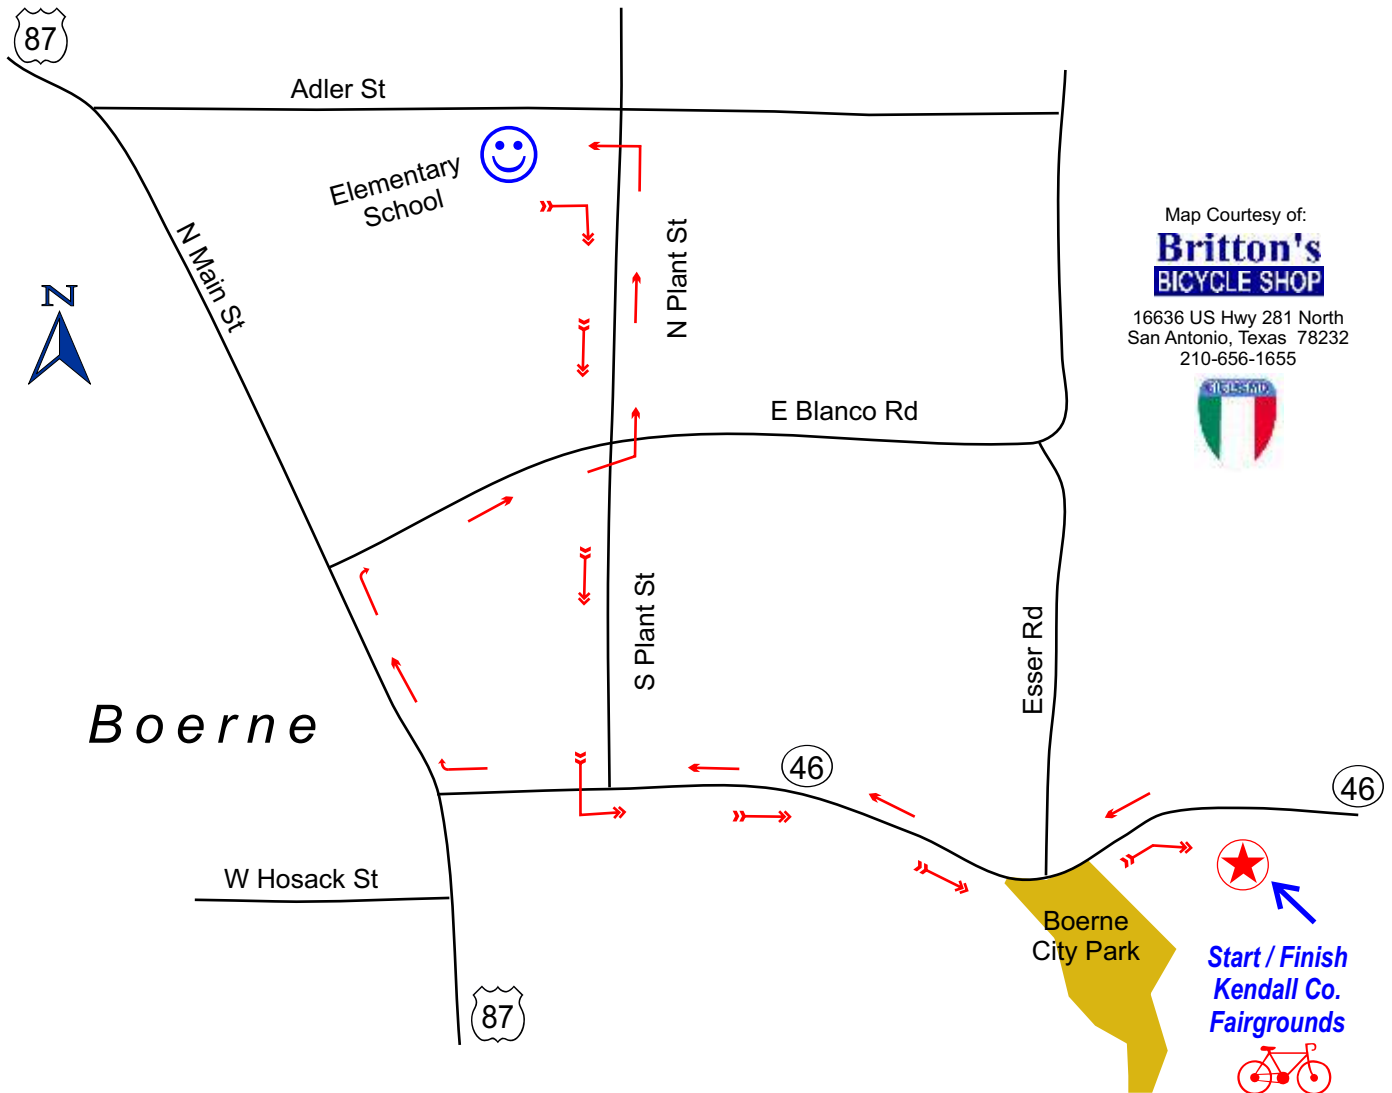 87
Adler St
Elementary
School
N Main St
N
N Plant St
Map Courtesy of:
Britton's
BICYCLE SHOP
16636 US Hwy 281 North
San Antonio, Texas 78232
210-656-1655
E Blanco Rd
S Plant St
Esser Rd
Boerne
46
46
W Hosack St
Boerne
City Park
Start / Finish
Kendall Co.
Fairgrounds
87